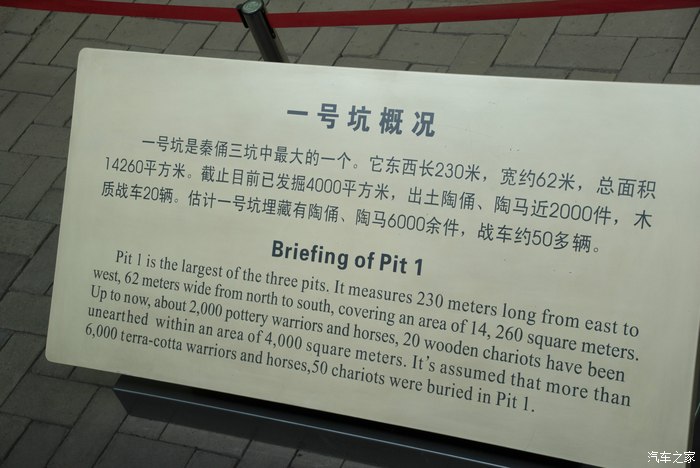 一号坑概况
一号坑是秦俑三坑中最大的一个。它东西长230米，宽约62米，总面积
14260平方米。截止目前已发掘4000平方米，出土陶俑、陶马近2000件，木
质战车20辆。估计一号坑埋藏有陶俑、陶马6000余件，战车约50多辆。
Briefing of Pit 1
Pit 1 is the largest of the three pits. It measures 230 meters long from east to
west, 62 meters wide from north to south, covering an area of 14, 260 square meters.
Up to now, about 2,000 pottery warriors and horses, 20 wooden chariots have been
unearthed within an area of 4,000 square meters. It's assumed that more than
6,000 terra-cotta warriors and horses,50 chariots were buried in Pit 1.
汽车之家